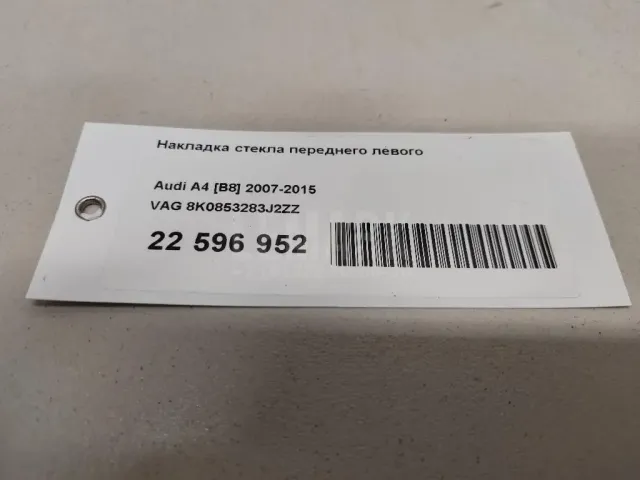 Накладка стекла переднего левого
Audi A4 [B8] 2007-2015
VAG 8K0853283J2ZZ
22 596 952